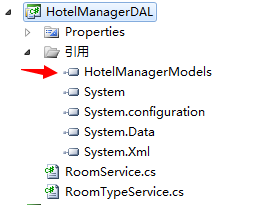 HotelManagerDAL
Properties
引用
HotelManagerModels
System
System.configuration
System.Data
System.Xml
RoomService.cs
RoomTypeService.cs